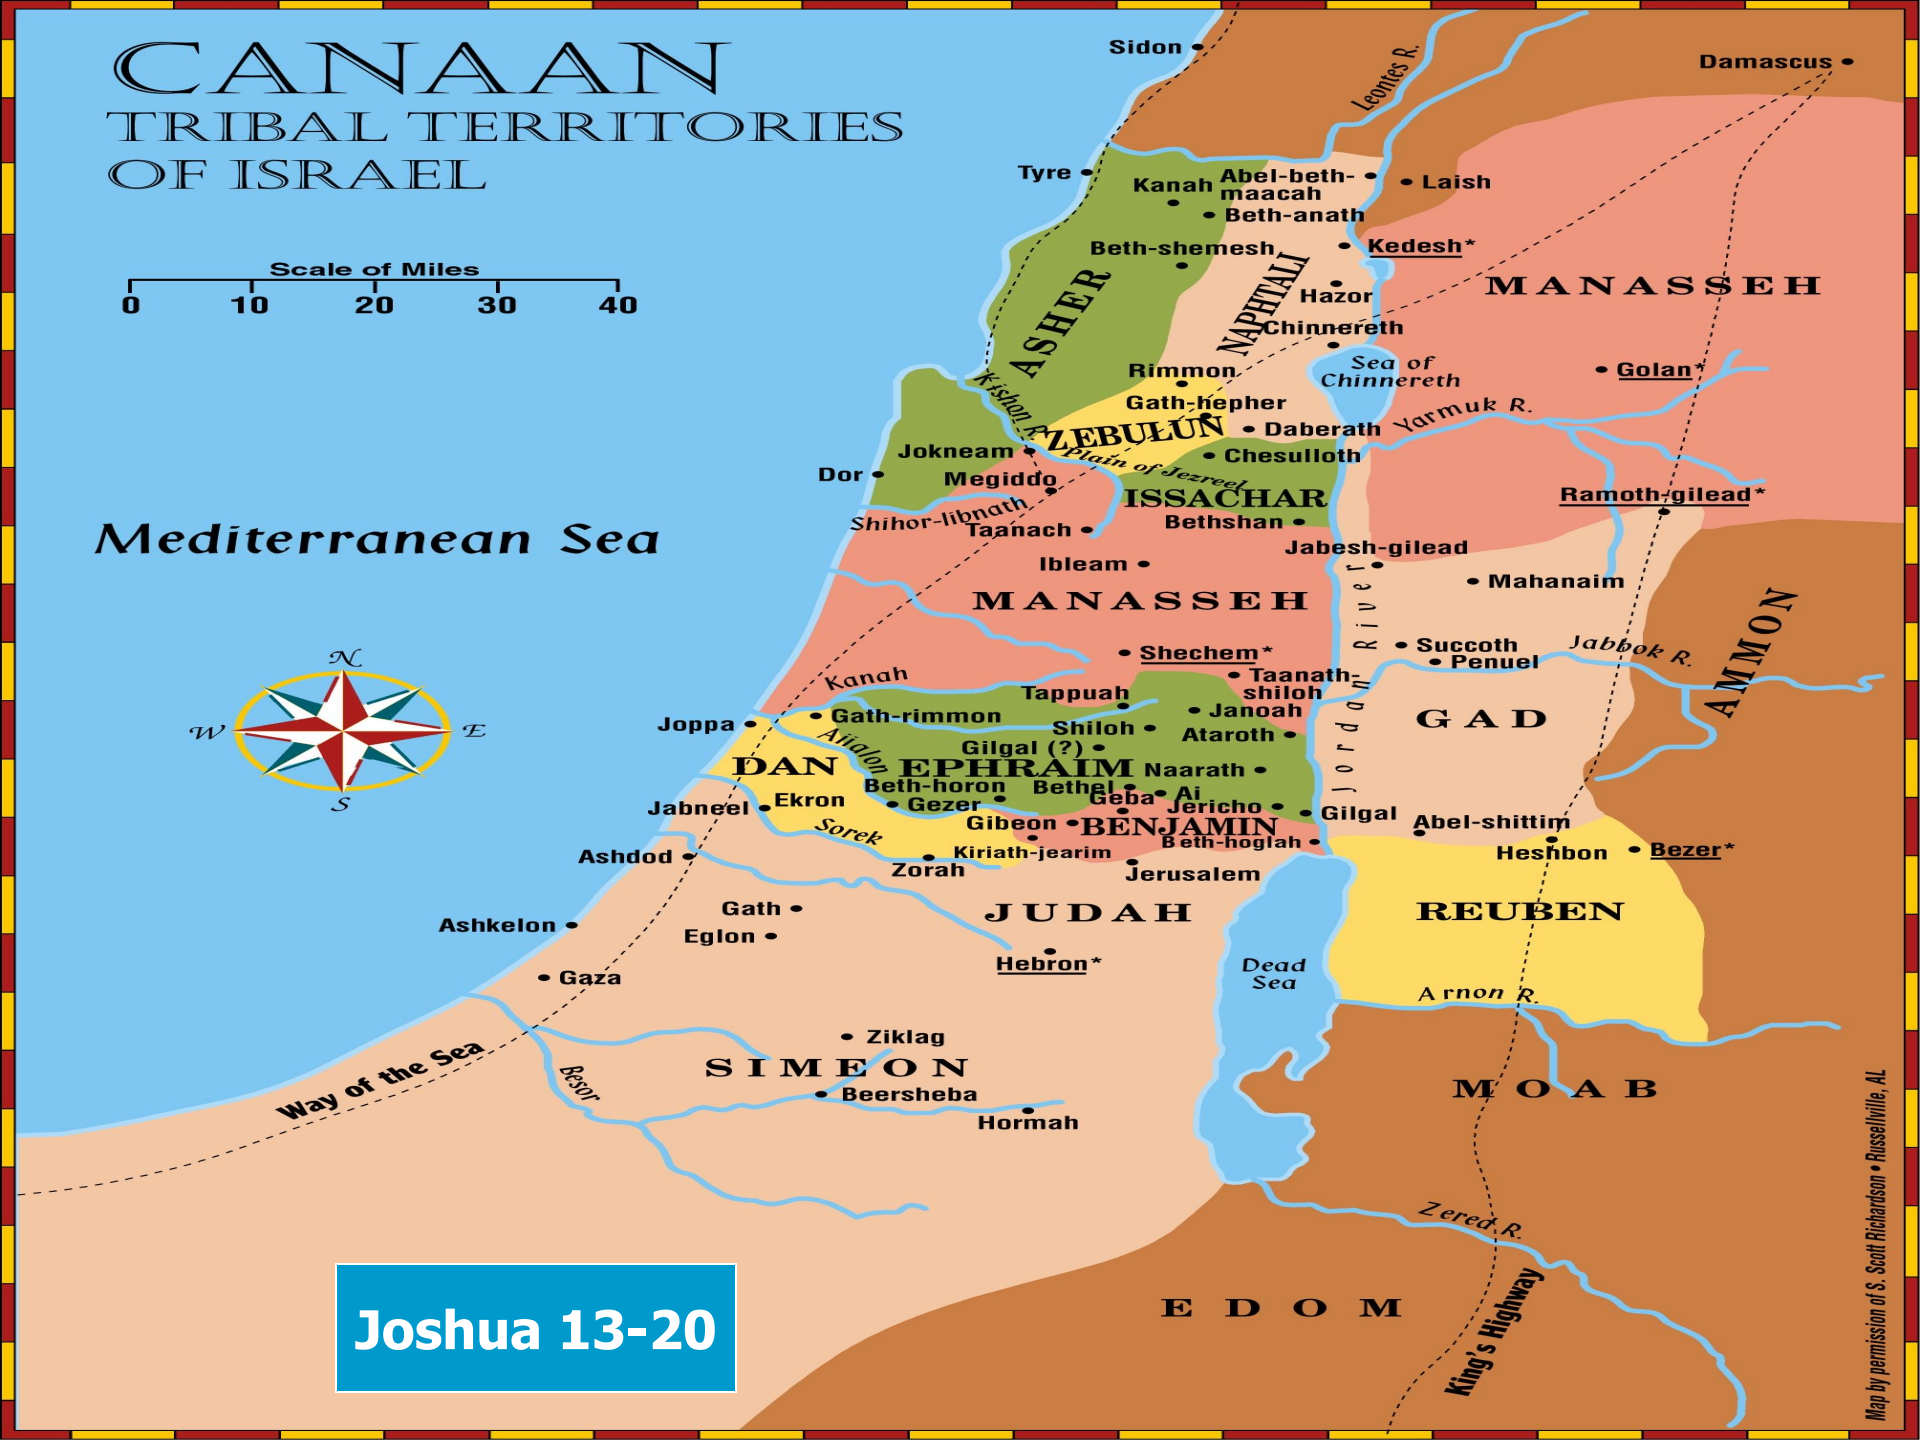 CANAAN
TRIBAL TERRITORIES
OF ISRAEL
Scale of Miles
0 10 20 30 40
Sidon
Damascus
Leontes R.
Tyre
Kanah
Abel-beth-
maacah
Laish
Beth-anath
Beth-shemesh
Kedesh*
ASHER
NAPHTALI
MANASSEH
Hazor
Chinnereth
Sea of
Chinnereth
Rimmon
Golan*
Gath-hepher
Kishon R.
ZEBULUN
Daberath
Yarmuk R.
Jokneam
Plain of Jezreel
Chesulloth
Dor
Megiddo
ISSACHAR
Ramoth-gilead*
Shihor-libnath
Taanach
Bethshan
Mediterranean Sea
Jabesh-gilead
Ibleam
Mahanaim
MANASSEH
Jordan River
AMMON
N
W
E
S
Shechem*
Succoth
Jabbok R.
Penuel
Kanah
Taanath-
shiloh
Tappuah
Gath-rimmon
Janoah
GAD
Joppa
Shiloh
Ataroth
Aijalon
Gilgal (?)
DAN
EPHRAIM
Naarath
Beth-horon
Bethel
Ai
Jabneel
Ekron
Gezer
Geba
Jericho
Gilgal
Sorek
Gibeon
BENJAMIN
Abel-shittim
Beth-hoglah
Ashdod
Kiriath-jearim
Heshbon
Bezer*
Zorah
Jerusalem
Gath
JUDAH
REUBEN
Ashkelon
Eglon
Hebron*
Dead
Sea
Gaza
Arnon R.
Ziklag
Way of the Sea
SIMEON
Besor
MOAB
Beersheba
Hormah
Zered R.
EDOM
King's Highway
Joshua 13-20
Map by permission of S. Scott Richardson • Russellville, AL